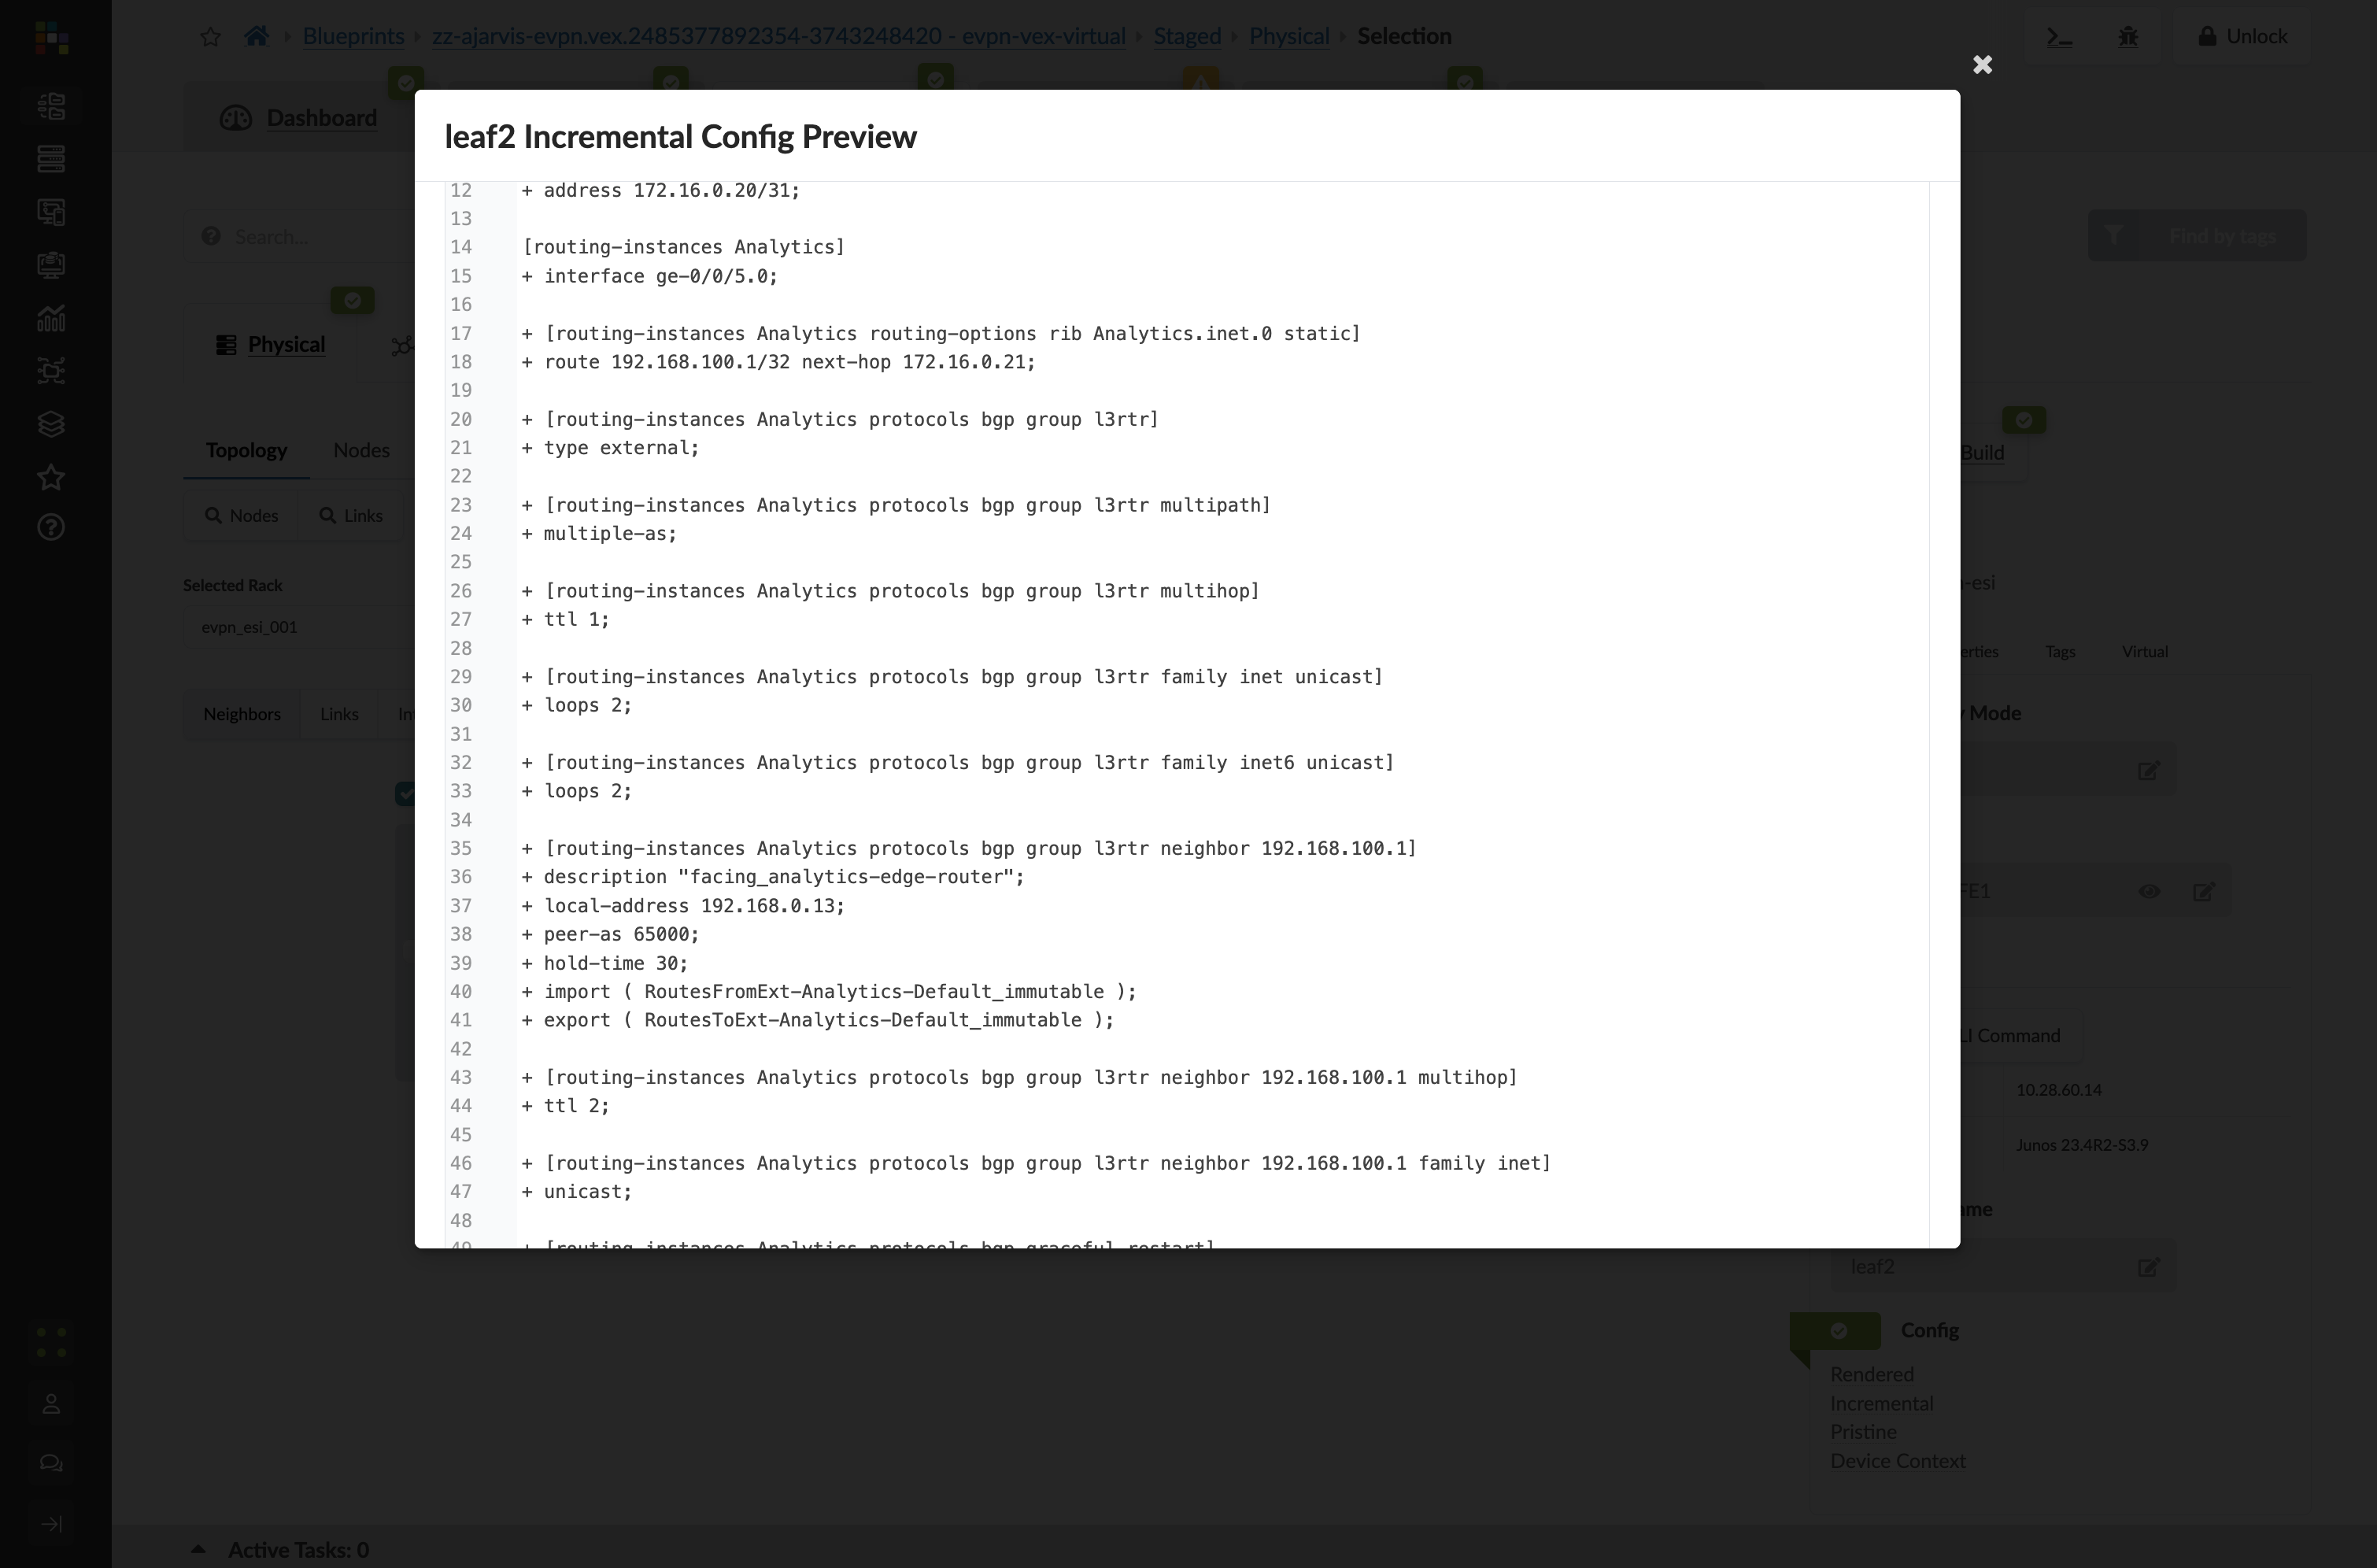 Blueprints
zz-ajarvis-evpn.vex.2485377892354-3743248420 - evpn-vex-virtual
Staged
Physical
Selection
Unlock
Dashboard
leaf2 Incremental Config Preview
Search...
Find by tags
Physical
Topology
Nodes
Build
Nodes
Links
Selected Rack
evpn_esi_001
-esi
erties
Tags
Virtual
Neighbors
Links
Mode
FE1
LI Command
10.28.60.14
Junos 23.4R2-S3.9
ame
leaf2
Config
Rendered
Incremental
Pristine
Device Context
12 + address 172.16.0.20/31;
13
14 [routing-instances Analytics]
15 + interface ge-0/0/5.0;
16
17 + [routing-instances Analytics routing-options rib Analytics.inet.0 static]
18 + route 192.168.100.1/32 next-hop 172.16.0.21;
19
20 + [routing-instances Analytics protocols bgp group l3rtr]
21 + type external;
22
23 + [routing-instances Analytics protocols bgp group l3rtr multipath]
24 + multiple-as;
25
26 + [routing-instances Analytics protocols bgp group l3rtr multihop]
27 + ttl 1;
28
29 + [routing-instances Analytics protocols bgp group l3rtr family inet unicast]
30 + loops 2;
31
32 + [routing-instances Analytics protocols bgp group l3rtr family inet6 unicast]
33 + loops 2;
34
35 + [routing-instances Analytics protocols bgp group l3rtr neighbor 192.168.100.1]
36 + description "facing_analytics-edge-router";
37 + local-address 192.168.0.13;
38 + peer-as 65000;
39 + hold-time 30;
40 + import ( RoutesFromExt-Analytics-Default_immutable );
41 + export ( RoutesToExt-Analytics-Default_immutable );
42
43 + [routing-instances Analytics protocols bgp group l3rtr neighbor 192.168.100.1 multihop]
44 + ttl 2;
45
46 + [routing-instances Analytics protocols bgp group l3rtr neighbor 192.168.100.1 family inet]
47 + unicast;
48
49 + [routing-instances Analytics protocols bgp graceful-restart]
Active Tasks: 0